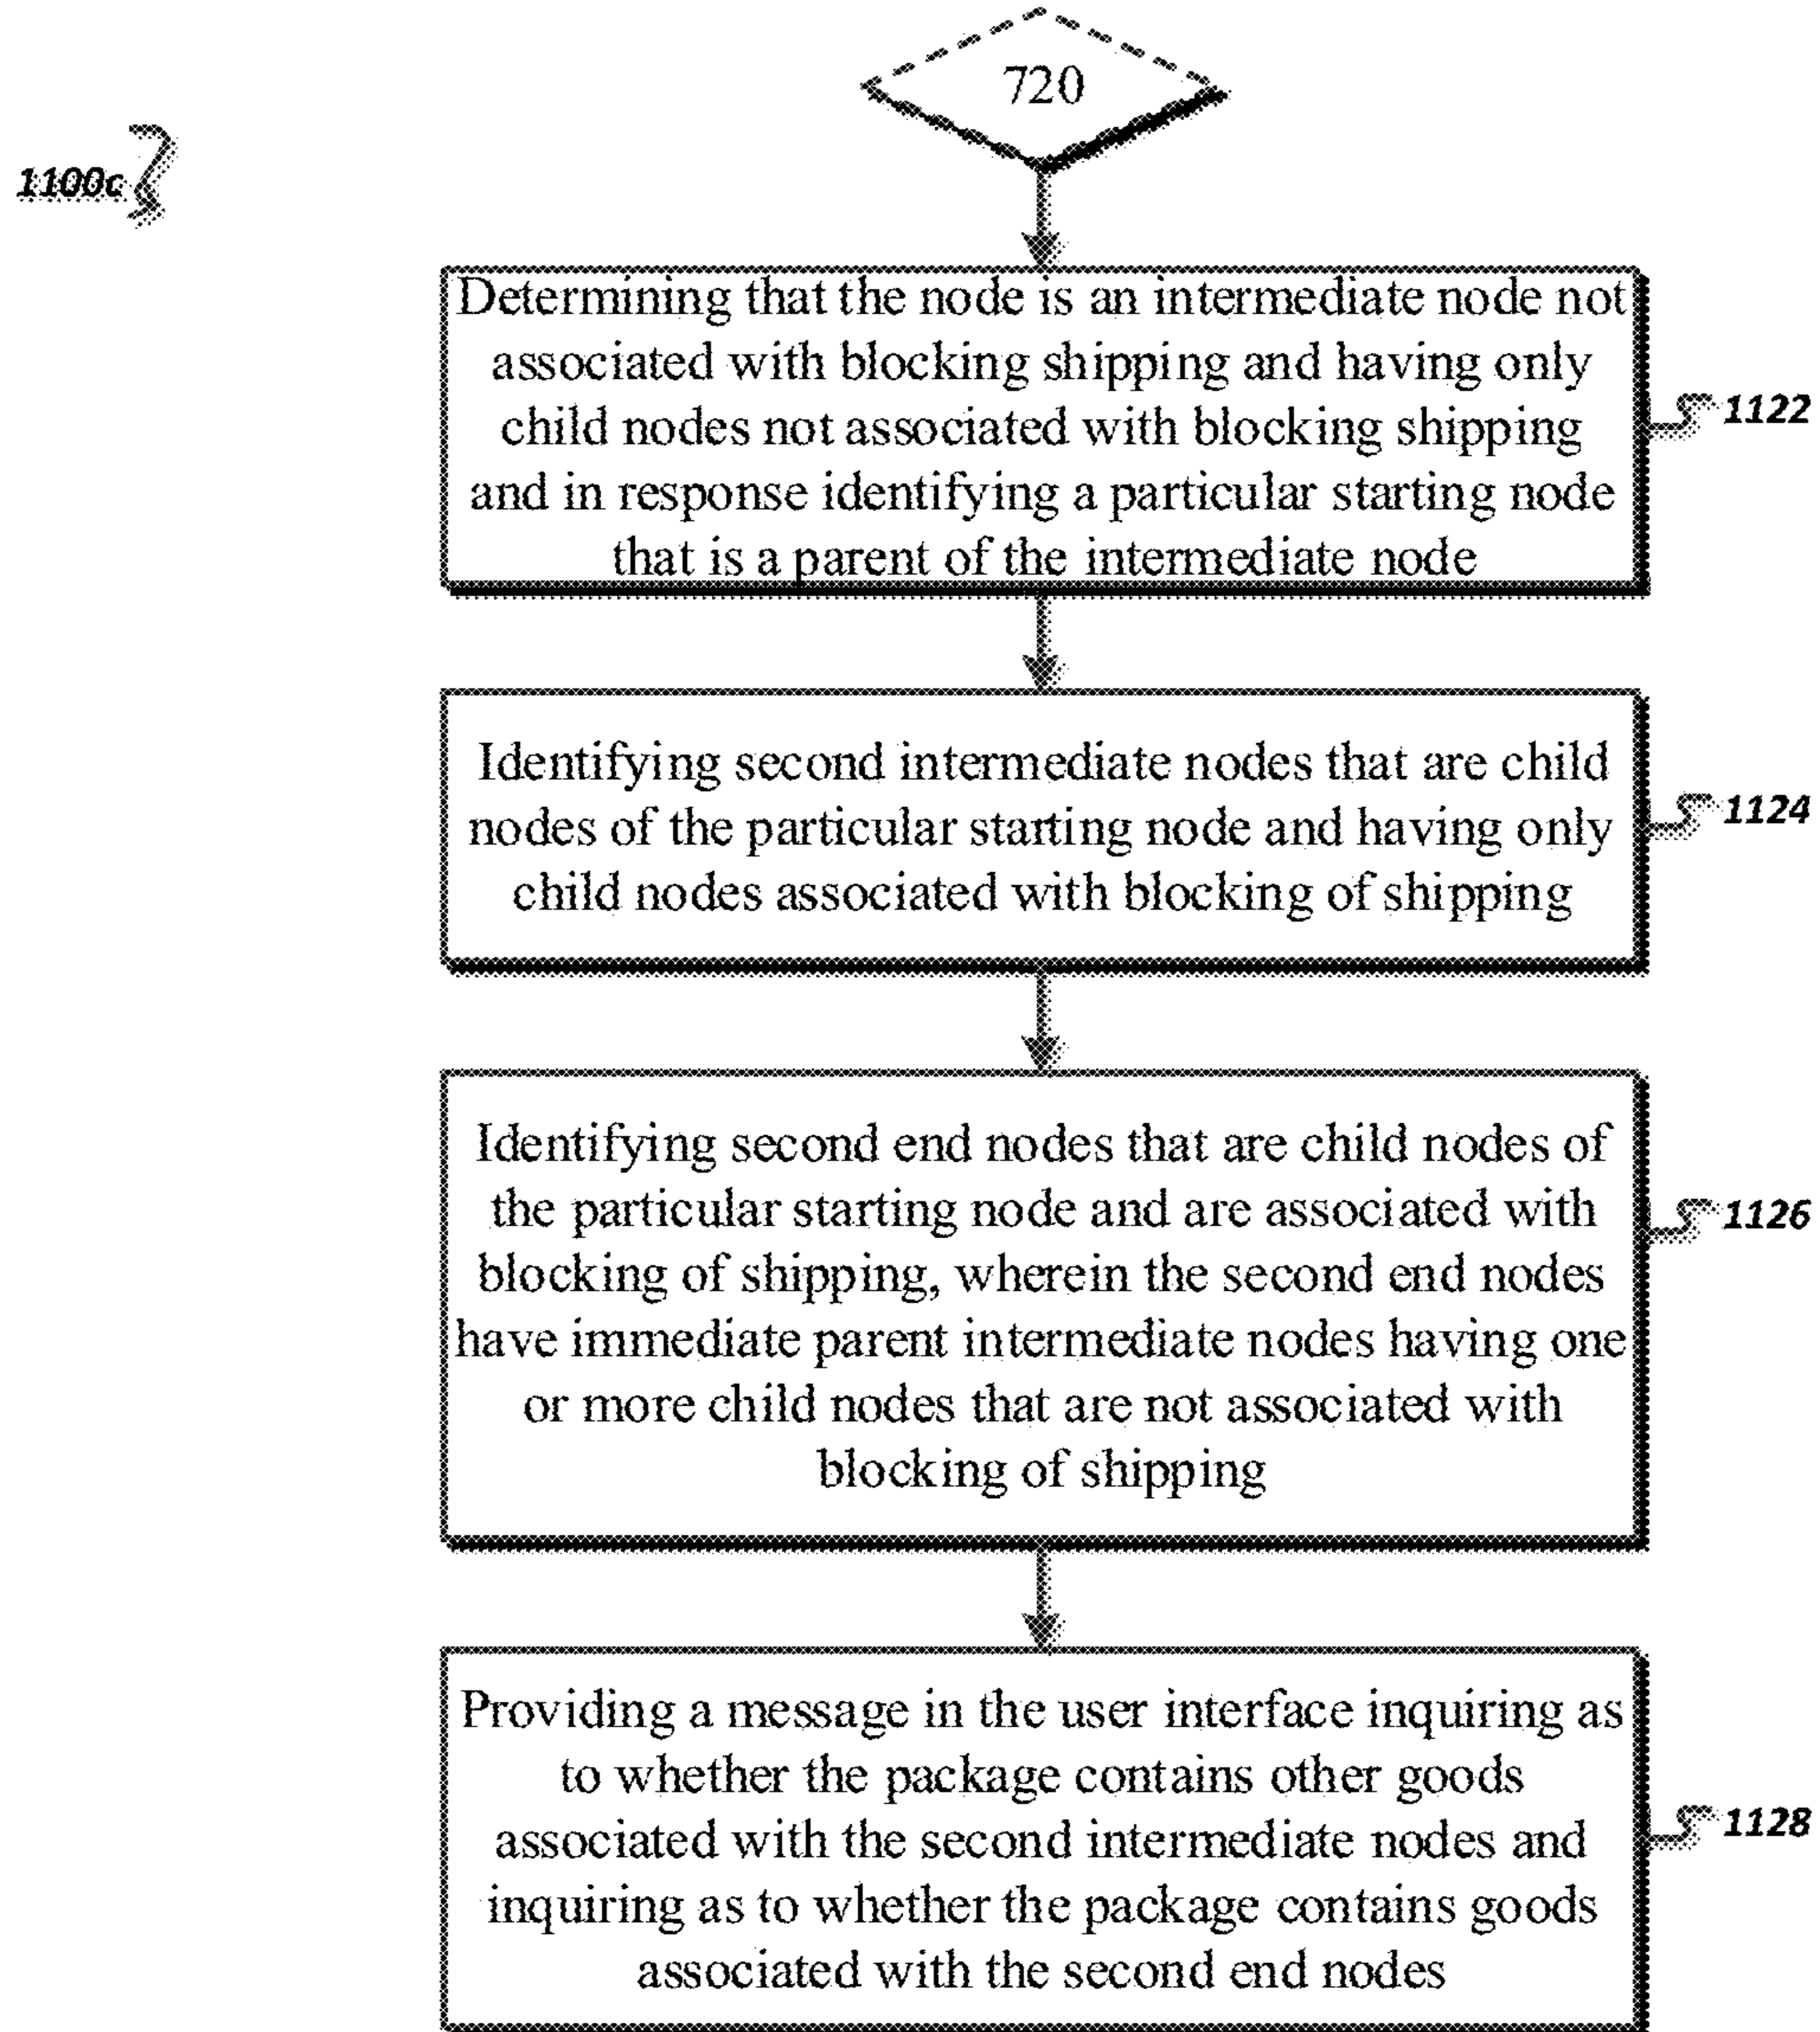 720
1100c
Determining that the node is an intermediate node not
associated with blocking shipping and having only
child nodes not associated with blocking shipping
and in response identifying a particular starting node
that is a parent of the intermediate node
1122
Identifying second intermediate nodes that are child
nodes of the particular starting node and having only
child nodes associated with blocking of shipping
1124
Identifying second end nodes that are child nodes of
the particular starting node and are associated with
blocking of shipping, wherein the second end nodes
have immediate parent intermediate nodes having one
or more child nodes that are not associated with
blocking of shipping
1126
Providing a message in the user interface inquiring as
to whether the package contains other goods
associated with the second intermediate nodes and
inquiring as to whether the package contains goods
associated with the second end nodes
1128